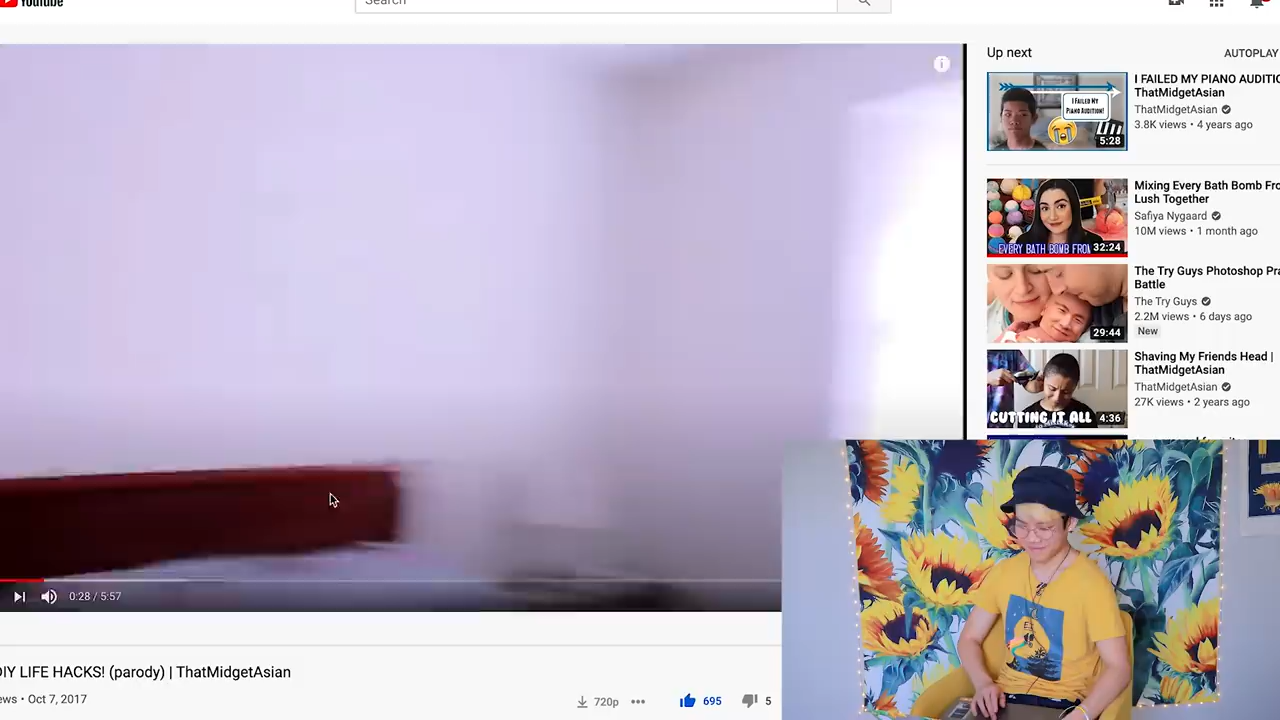 YouTube
Search
Up next
AUTOPLAY
I FAILED MY PIANO AUDITIO
ThatMidgetAsian
ThatMidgetAsian
3.8K views • 4 years ago
I FAILED MY
PIANO AUDITION!
5:28
Mixing Every Bath Bomb Fro
Lush Together
Safiya Nygaard
10M views • 1 month ago
EVERY BATH BOMB FROM
32:24
The Try Guys Photoshop Pra
Battle
The Try Guys
2.2M views • 6 days ago
New
29:44
Shaving My Friends Head |
ThatMidgetAsian
ThatMidgetAsian
27K views • 2 years ago
CUTTING IT ALL
4:36
0:28 / 5:57
DIY LIFE HACKS! (parody) | ThatMidgetAsian
ews • Oct 7, 2017
720p
695
5